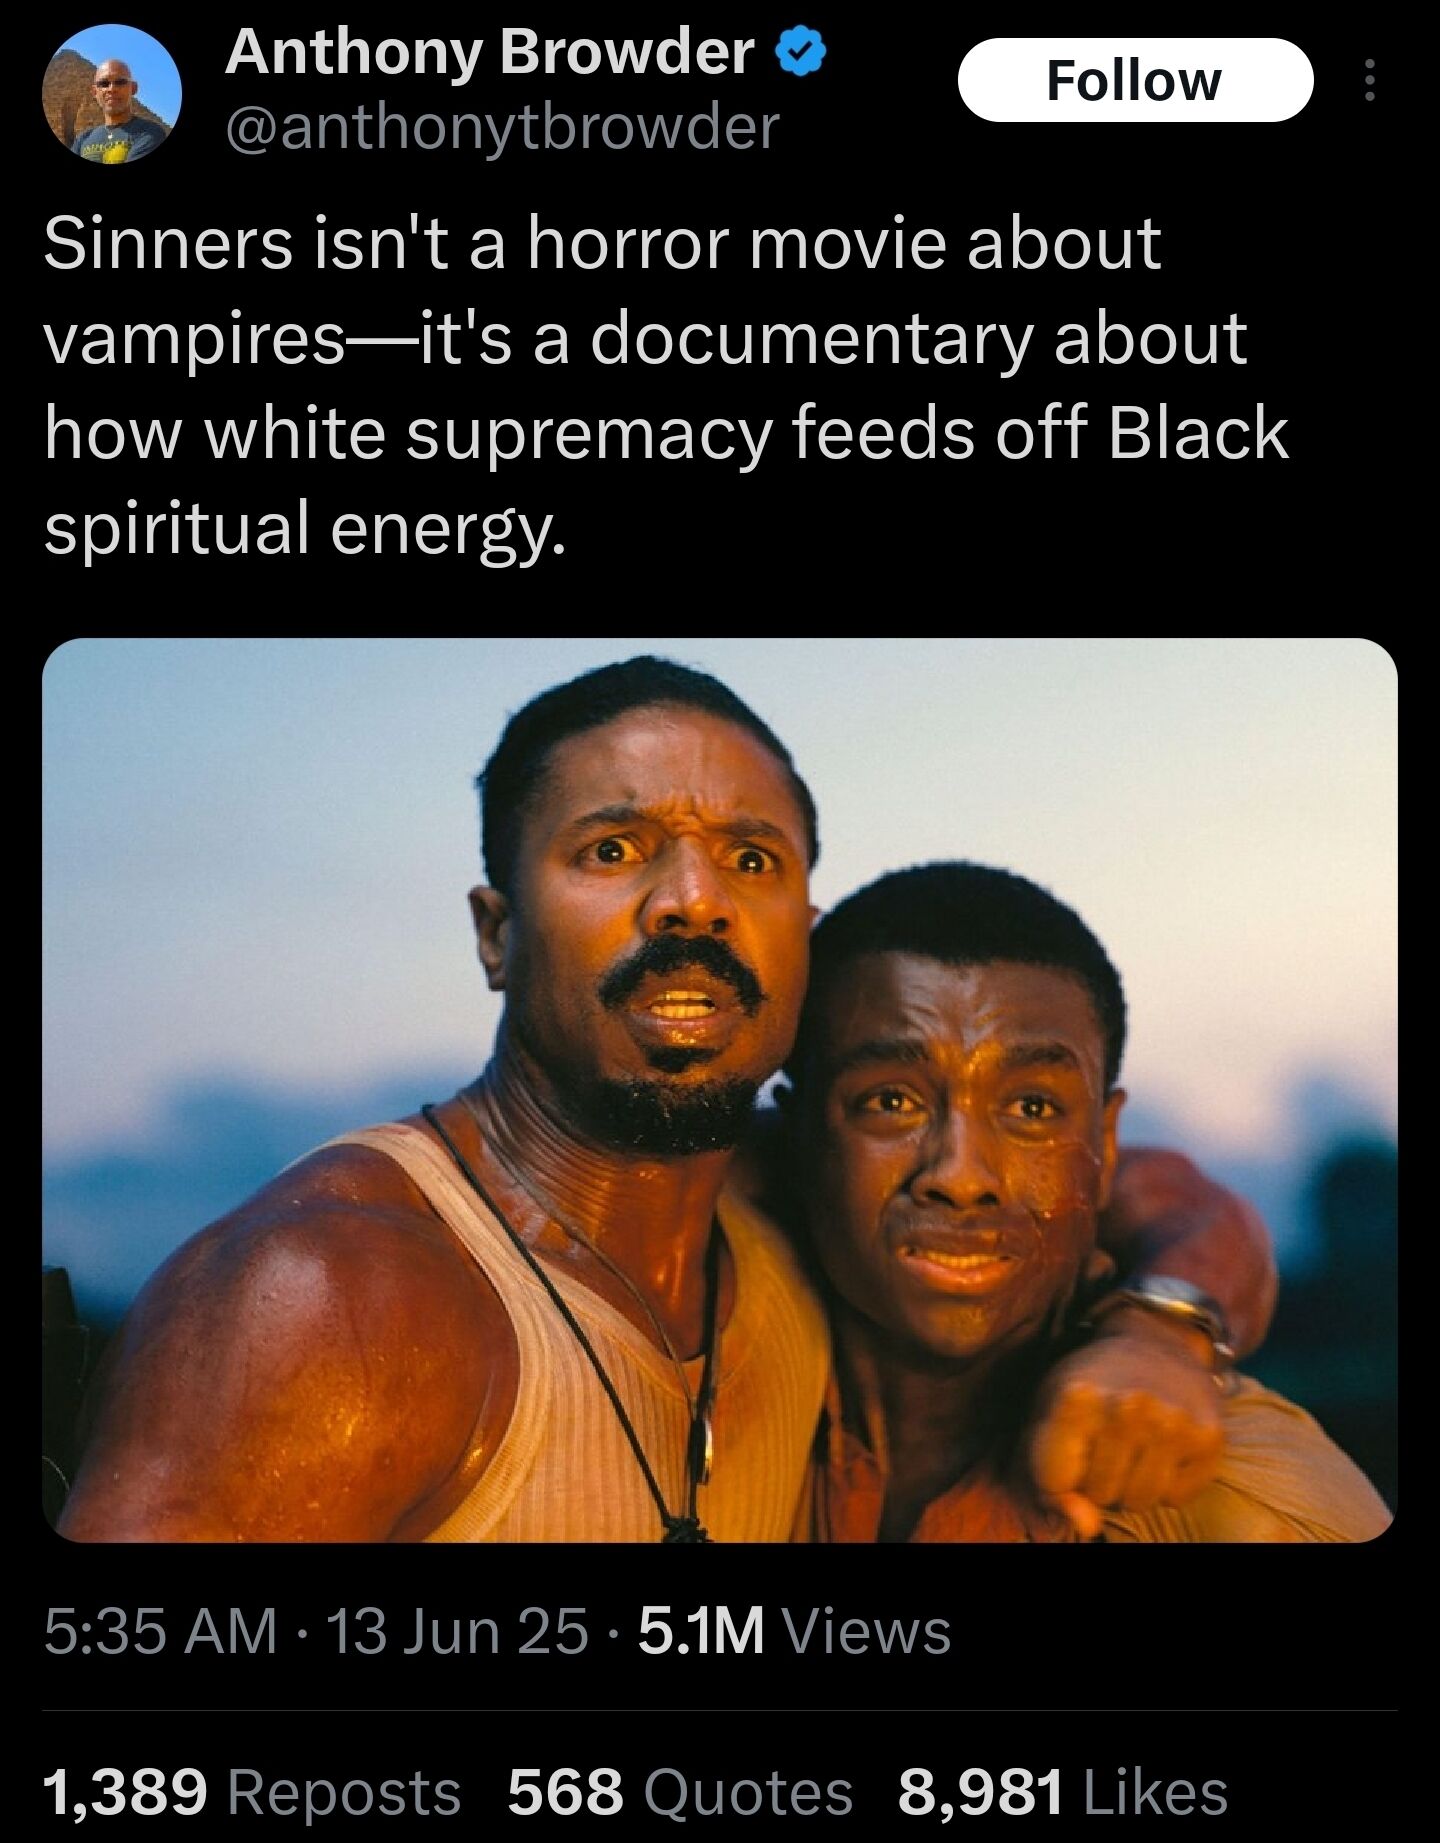 Anthony Browder
Follow
@anthonytbrowder
Sinners isn't a horror movie about
vampires—it's a documentary about
how white supremacy feeds off Black
spiritual energy.
5:35 AM · 13 Jun 25 · 5.1M Views
1,389 Reposts 568 Quotes 8,981 Likes